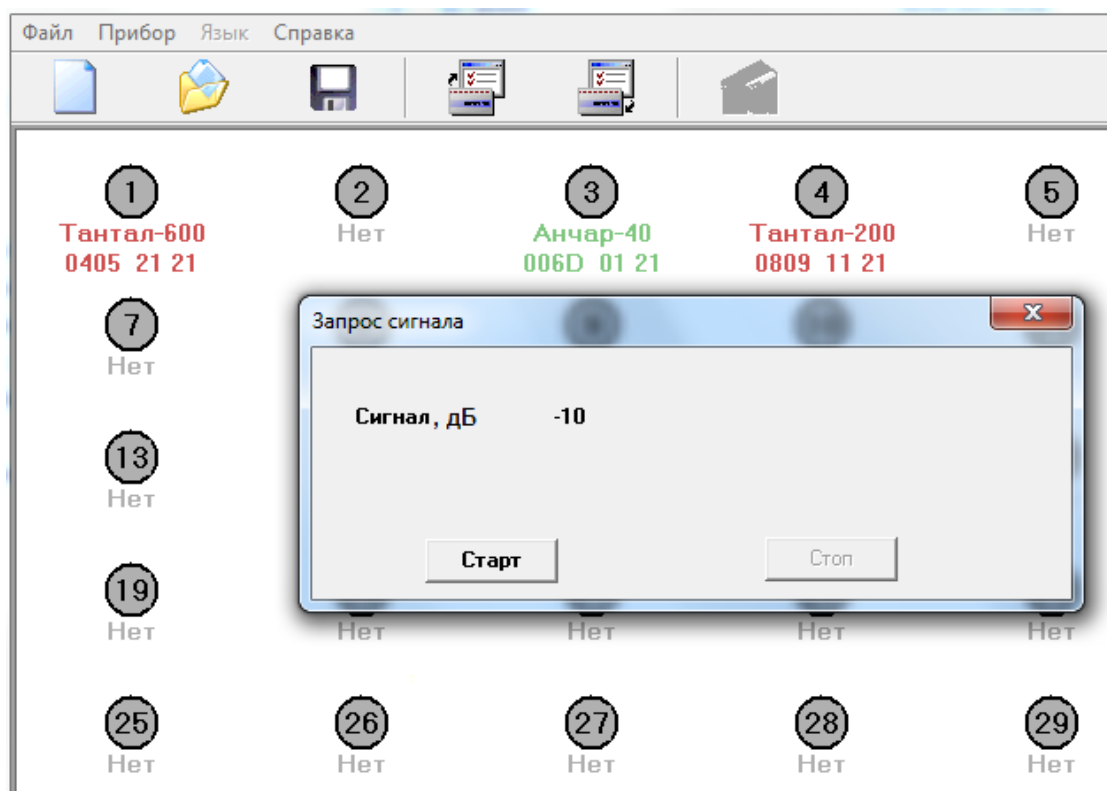 Файл Прибор Язык Справка
1 2 3 4 5
Тантал-600 Нет Анчар-40 Тантал-200 Нет
0405 21 21 006D 01 21 0809 11 21
7
Нет
Запрос сигнала
Сигнал, дБ -10
Старт Стоп
13
Нет
19
Нет Нет Нет Нет Нет
25 26 27 28 29
Нет Нет Нет Нет Нет